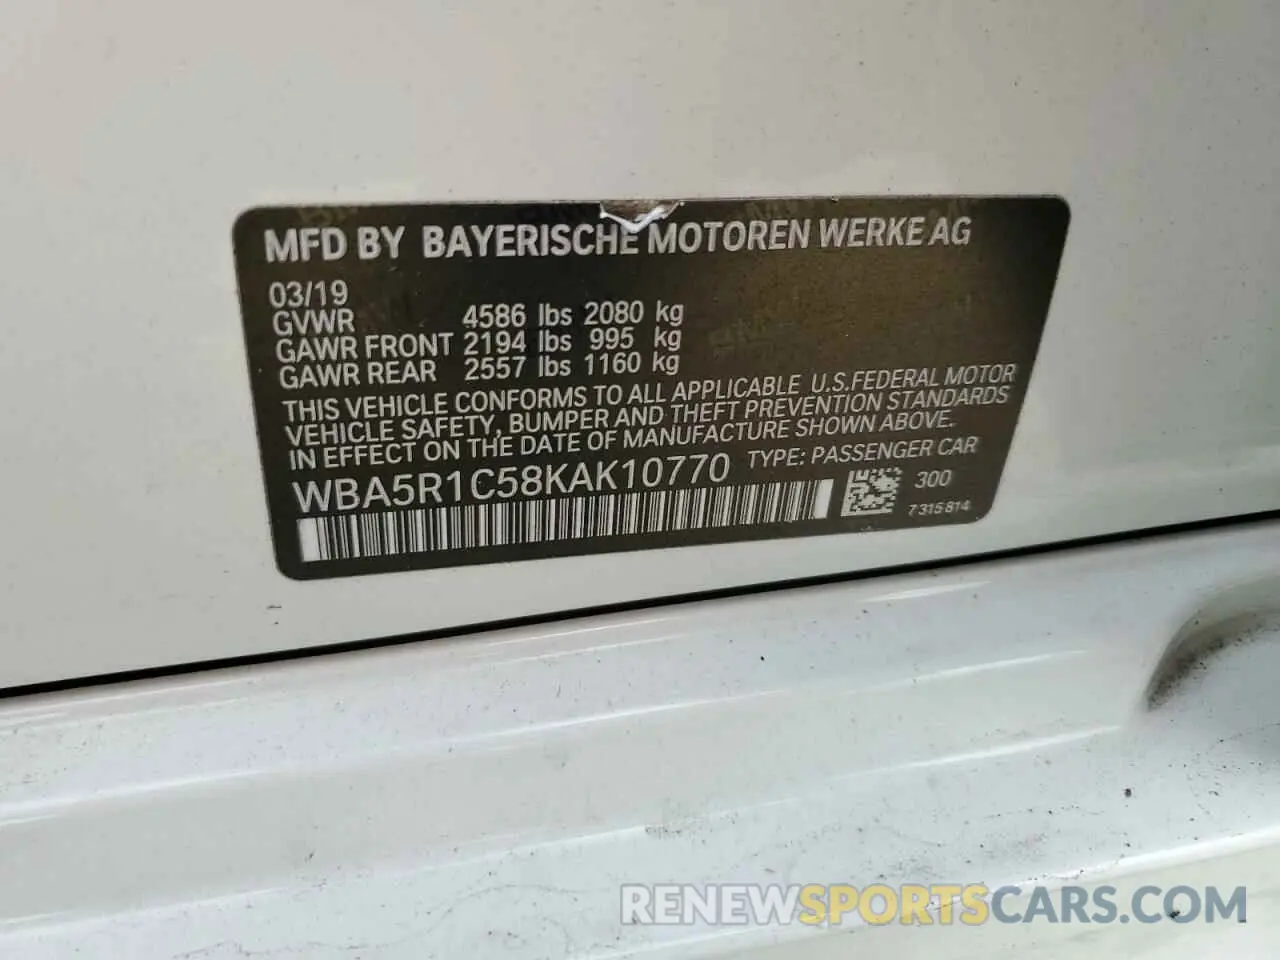 MFD BY BAYERISCHE MOTOREN WERKE AG
03/19
GVWR 4586 lbs 2080 kg
GAWR FRONT 2194 lbs 995 kg
GAWR REAR 2557 lbs 1160 kg
THIS VEHICLE CONFORMS TO ALL APPLICABLE U.S.FEDERAL MOTOR
VEHICLE SAFETY, BUMPER AND THEFT PREVENTION STANDARDS
IN EFFECT ON THE DATE OF MANUFACTURE SHOWN ABOVE.
WBA5R1C58KAK10770 TYPE: PASSENGER CAR
300
7315814
RENEWSPORTSCARS.COM